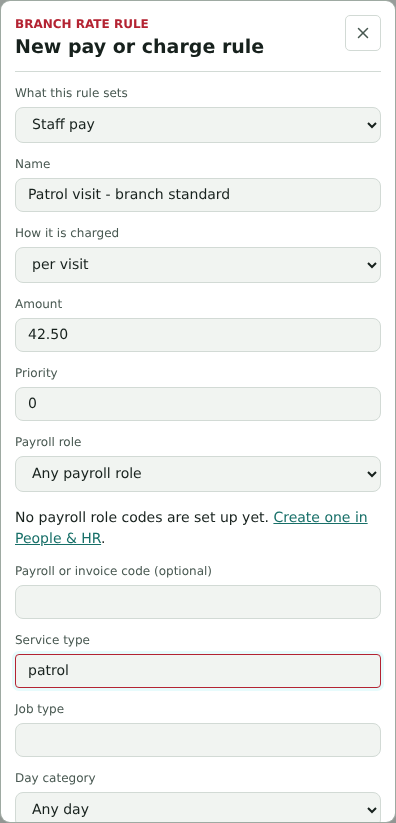 BRANCH RATE RULE
New pay or charge rule
What this rule sets
Staff pay
Name
Patrol visit - branch standard
How it is charged
per visit
Amount
42.50
Priority
0
Payroll role
Any payroll role
No payroll role codes are set up yet. Create one in
People & HR.
Payroll or invoice code (optional)
Service type
patrol
Job type
Day category
Any day